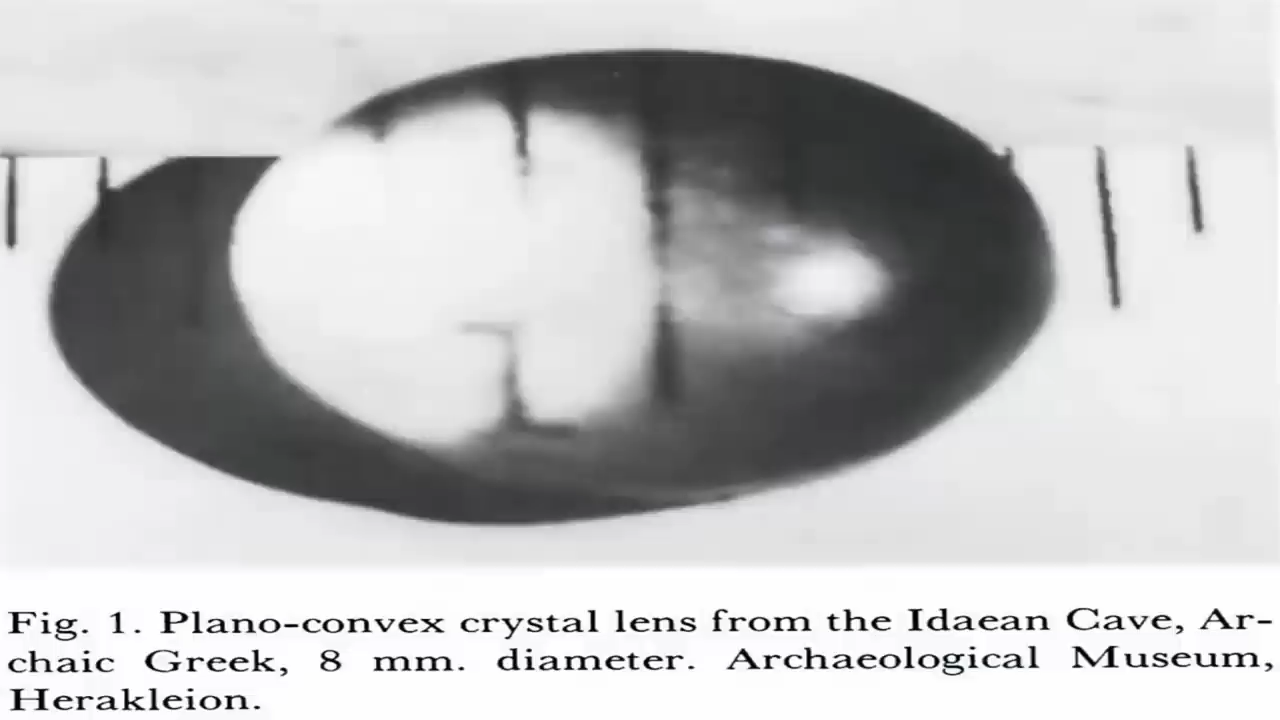 Fig. 1. Plano-convex crystal lens from the Idaean Cave, Ar-
chaic Greek, 8 mm. diameter. Archaeological Museum,
Herakleion.